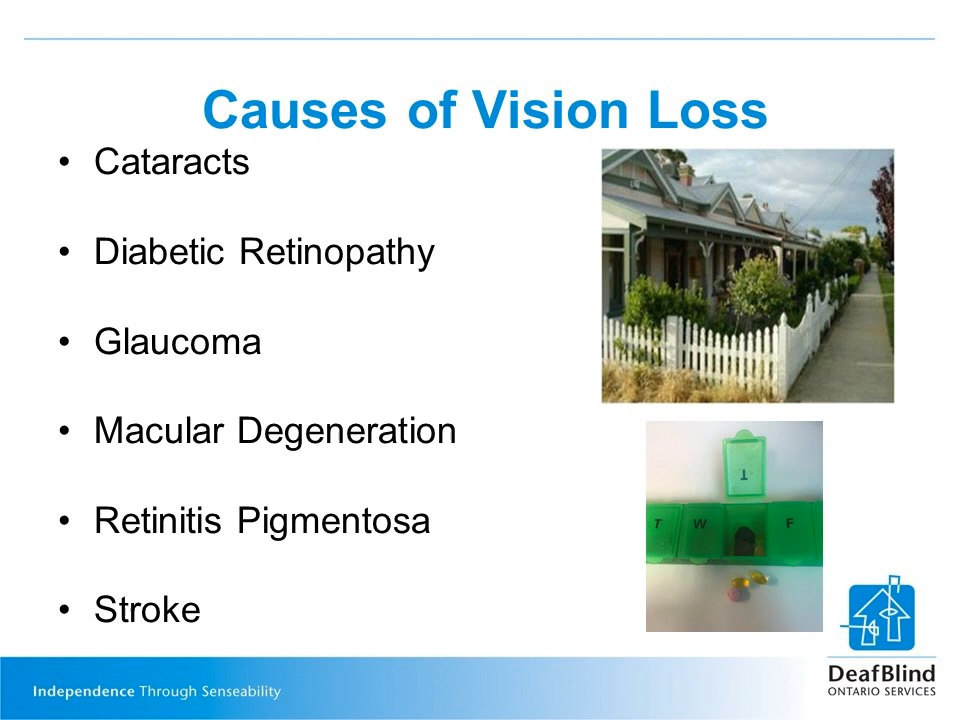 Causes of Vision Loss
• Cataracts
• Diabetic Retinopathy
• Glaucoma
• Macular Degeneration
• Retinitis Pigmentosa
• Stroke
T
T W F
Independence Through Senseability
DeafBlind
ONTARIO SERVICES